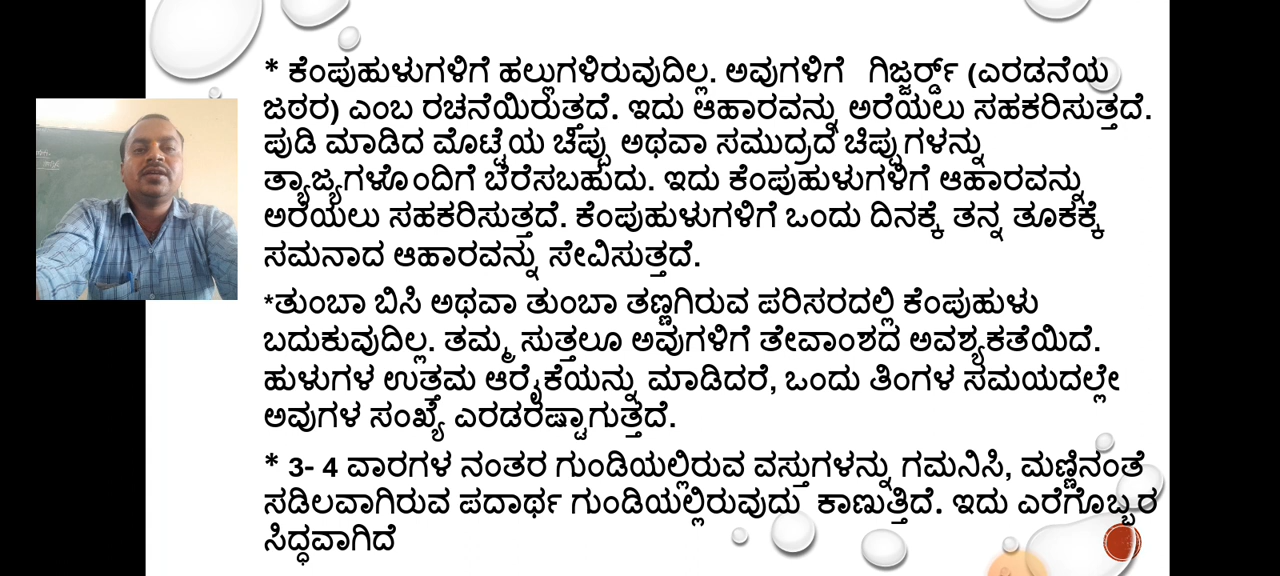 * ಕೆಂಪುಹುಳುಗಳಿಗೆ ಹಲ್ಲುಗಳಿರುವುದಿಲ್ಲ. ಅವುಗಳಿಗೆ ಗಿಜ್ಜರ್ಡ್ (ಎರಡನೆಯ
ಜಠರ) ಎಂಬ ರಚನೆಯಿರುತ್ತದೆ. ಇದು ಆಹಾರವನ್ನು ಅರೆಯಲು ಸಹಕರಿಸುತ್ತದೆ.
ಪುಡಿ ಮಾಡಿದ ಮೊಟ್ಟೆಯ ಚಿಪ್ಪು ಅಥವಾ ಸಮುದ್ರದ ಚಿಪ್ಪುಗಳನ್ನು
ತ್ಯಾಜ್ಯಗಳೊಂದಿಗೆ ಬೆರೆಸಬಹುದು. ಇದು ಕೆಂಪುಹುಳುಗಳಿಗೆ ಆಹಾರವನ್ನು
ಅರೆಯಲು ಸಹಕರಿಸುತ್ತದೆ. ಕೆಂಪುಹುಳುಗಳಿಗೆ ಒಂದು ದಿನಕ್ಕೆ ತನ್ನ ತೂಕಕ್ಕೆ
ಸಮನಾದ ಆಹಾರವನ್ನು ಸೇವಿಸುತ್ತದೆ.
*ತುಂಬಾ ಬಿಸಿ ಅಥವಾ ತುಂಬಾ ತಣ್ಣಗಿರುವ ಪರಿಸರದಲ್ಲಿ ಕೆಂಪುಹುಳು
ಬದುಕುವುದಿಲ್ಲ. ತಮ್ಮ ಸುತ್ತಲೂ ಅವುಗಳಿಗೆ ತೇವಾಂಶದ ಅವಶ್ಯಕತೆಯಿದೆ.
ಹುಳುಗಳ ಉತ್ತಮ ಆರೈಕೆಯನ್ನು ಮಾಡಿದರೆ, ಒಂದು ತಿಂಗಳ ಸಮಯದಲ್ಲೇ
ಅವುಗಳ ಸಂಖ್ಯೆ ಎರಡರಷ್ಟಾಗುತ್ತದೆ.
* 3- 4 ವಾರಗಳ ನಂತರ ಗುಂಡಿಯಲ್ಲಿರುವ ವಸ್ತುಗಳನ್ನು ಗಮನಿಸಿ, ಮಣ್ಣಿನಂತೆ
ಸಡಿಲವಾಗಿರುವ ಪದಾರ್ಥ ಗುಂಡಿಯಲ್ಲಿರುವುದು ಕಾಣುತ್ತಿದೆ. ಇದು ಎರೆಗೊಬ್ಬರ
ಸಿದ್ಧವಾಗಿದೆ